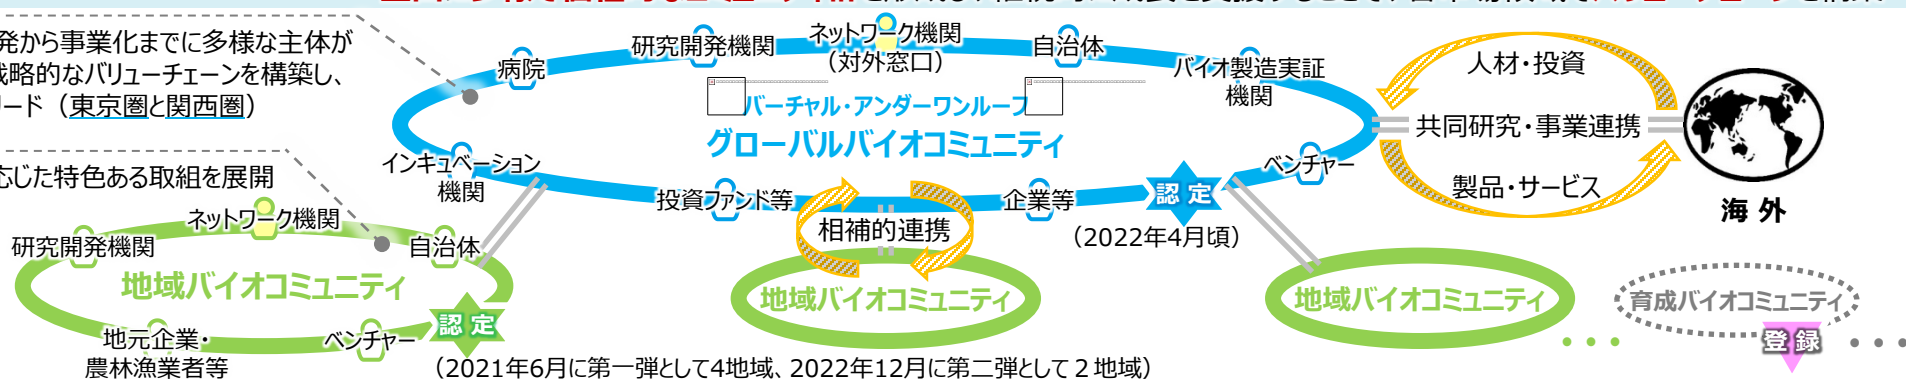 発から事業化までに多様な主体が
戦略的なバリューチェーンを構築し、
リード（東京圏と関西圏）
応じた特色ある取組を展開
病院
研究開発機関
ネットワーク機関
（対外窓口）
自治体
バイオ製造実証
機関
バーチャル・アンダーワンルーフ
グローバルバイオコミュニティ
インキュベーション
機関
投資ファンド等
企業等
認定
（2022年4月頃）
ベンチャー
人材・投資
共同研究・事業連携
製品・サービス
海外
相補的連携
ネットワーク機関
研究開発機関
自治体
地域バイオコミュニティ
地元企業・
農林漁業者等
ベンチャー
認定
（2021年6月に第一弾として4地域、2022年12月に第二弾として２地域）
地域バイオコミュニティ
地域バイオコミュニティ
育成バイオコミュニティ
登録